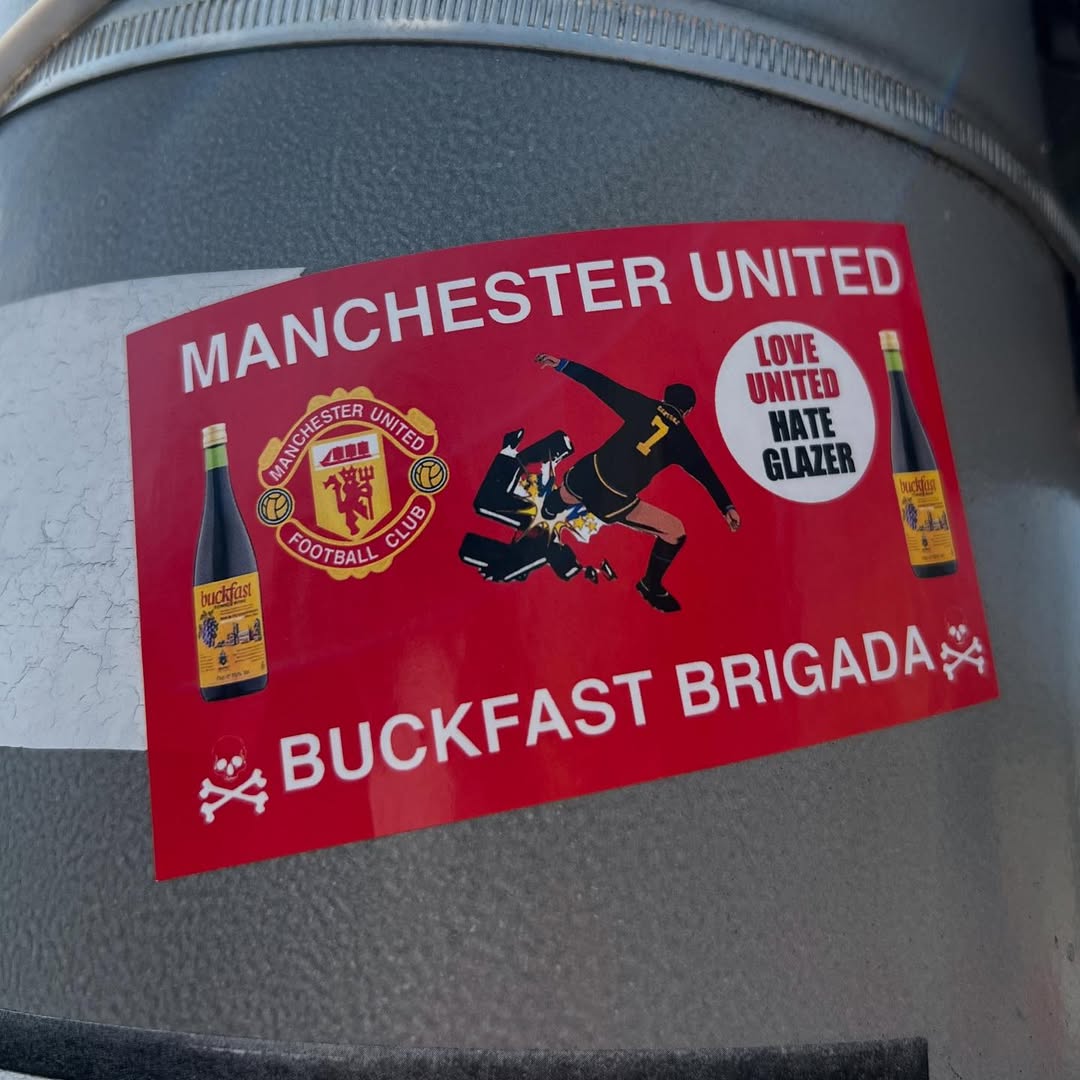 MANCHESTER UNITED
MANCHESTER UNITED
FOOTBALL CLUB
7
LOVE
UNITED
HATE
GLAZER
buckfast
buckfast
BUCKFAST BRIGADA